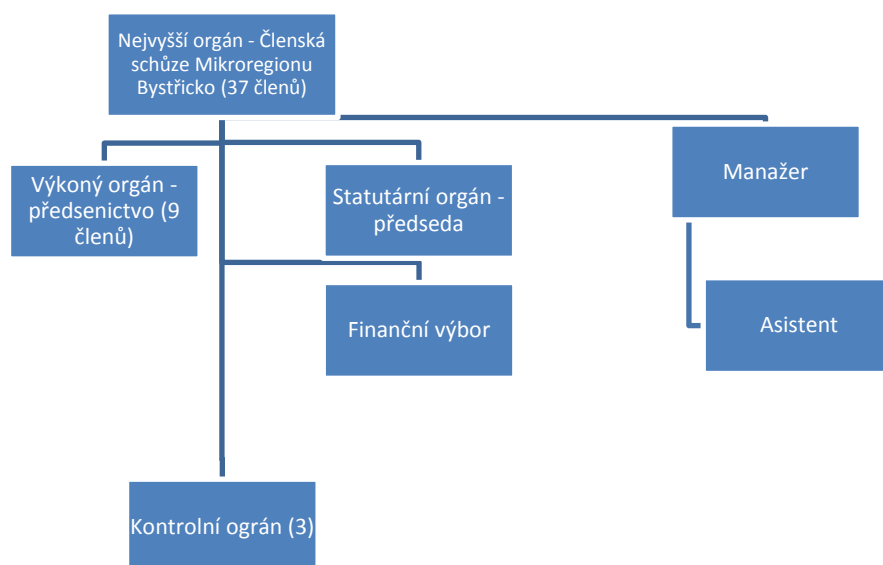 Nejvyšší orgán - Členská
schůze Mikroregionu
Bystřicko (37 členů)
Manažer
Výkoný orgán -
předsenictvo (9
členů)
Statutární orgán -
předseda
Finanční výbor
Asistent
Kontrolní ográn (3)